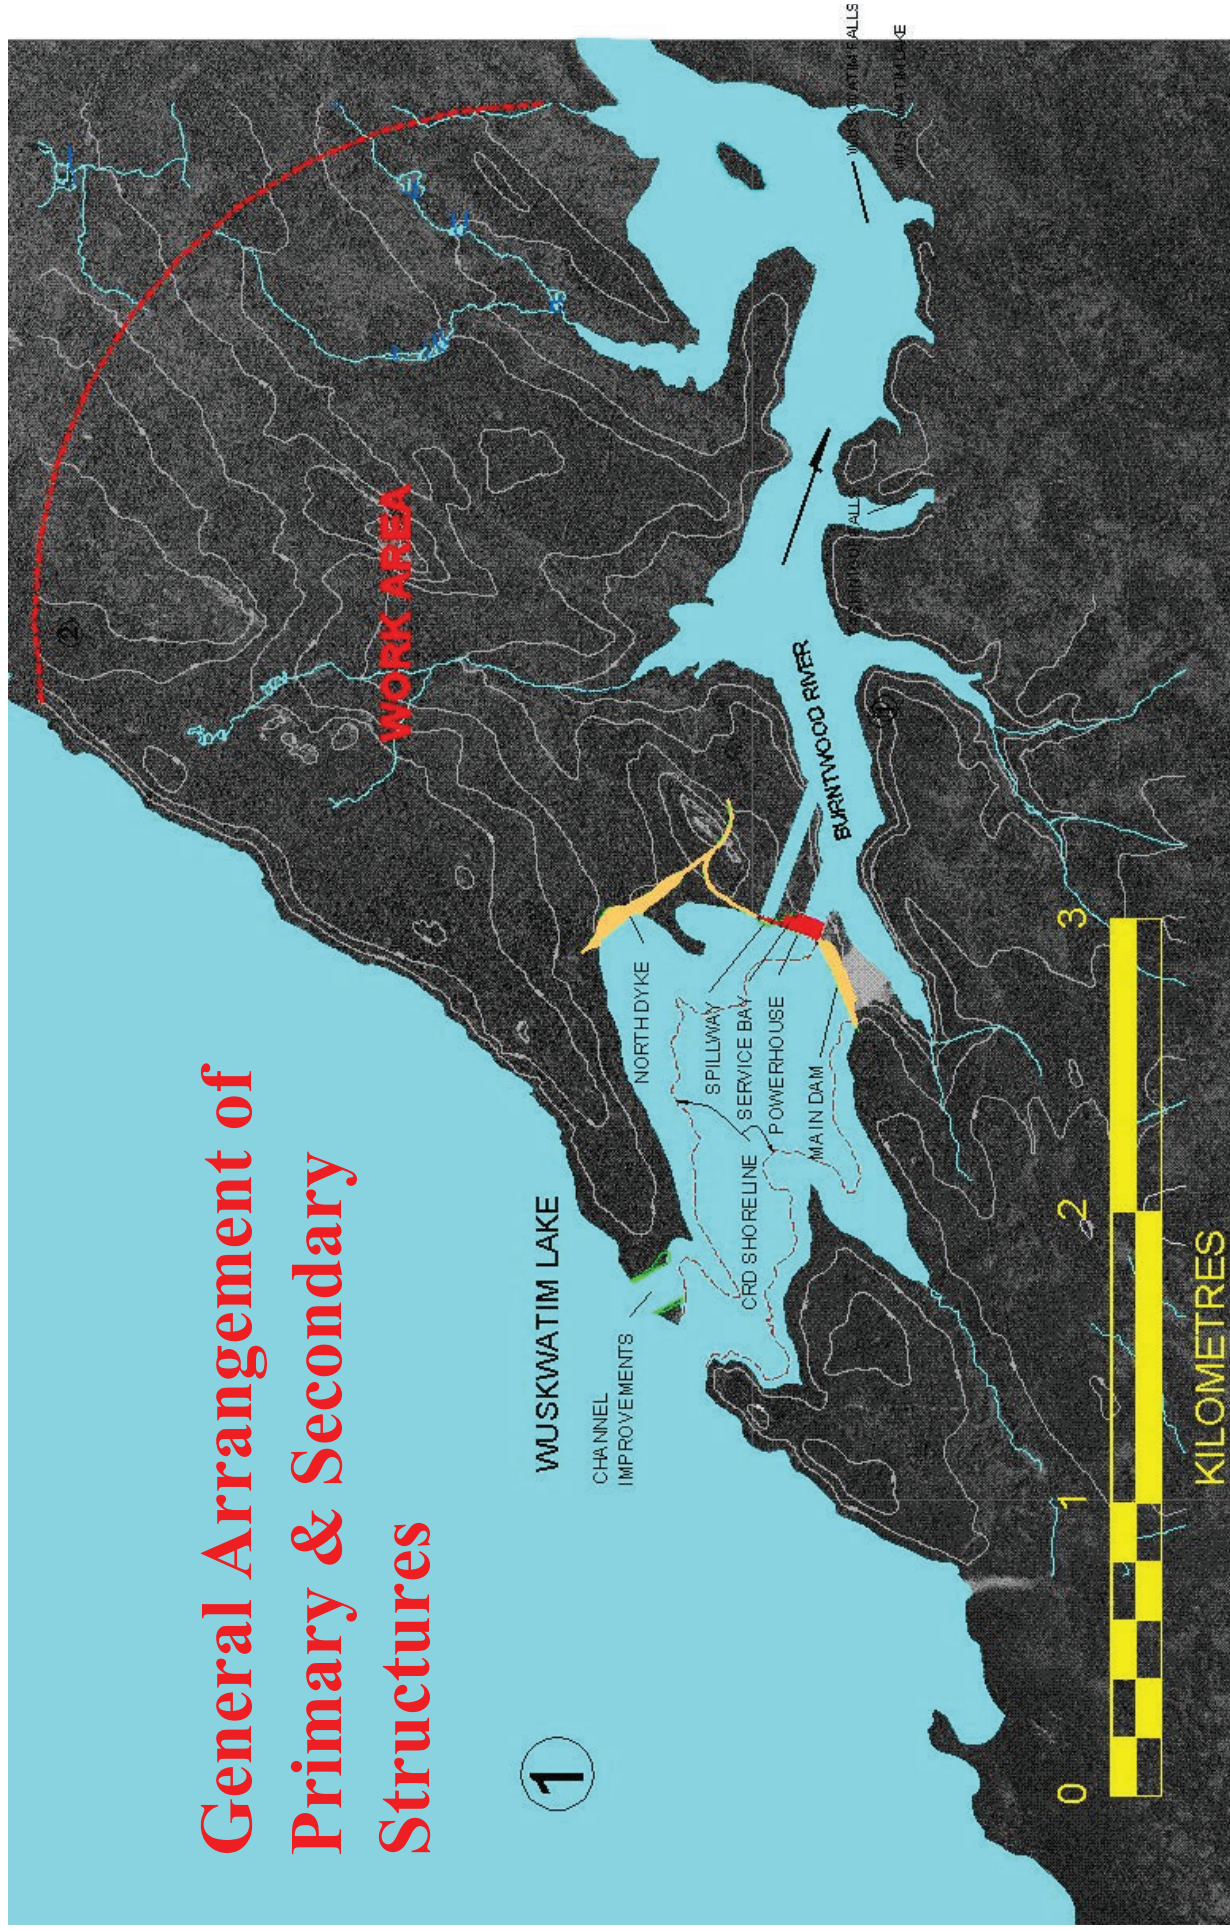 General Arrangement of
Primary & Secondary
Structures
1
WUSKWATIM LAKE
CHANNEL
IMPROVEMENTS
WORK AREA
2
NORTH DYKE
SPILLWAY
SERVICE BAY
POWERHOUSE
MAIN DAM
CRD SHORELINE
BURNTWOOD RIVER
0
1
2
3
KILOMETRES